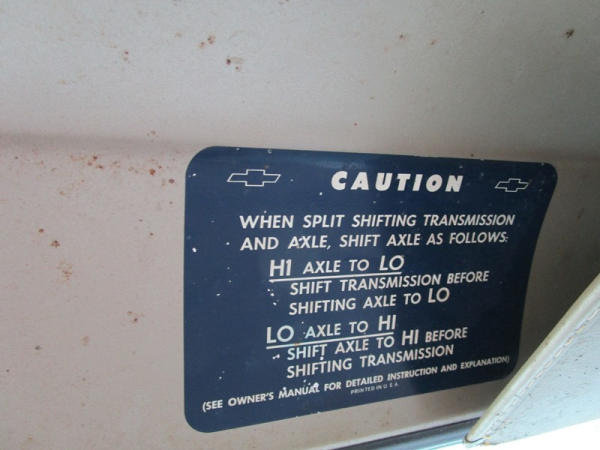 CAUTION
WHEN SPLIT SHIFTING TRANSMISSION
AND AXLE, SHIFT AXLE AS FOLLOWS:
HI AXLE TO LO
SHIFT TRANSMISSION BEFORE
SHIFTING AXLE TO LO
LO AXLE TO HI
SHIFT AXLE TO HI BEFORE
SHIFTING TRANSMISSION
(SEE OWNER'S MANUAL FOR DETAILED INSTRUCTION AND EXPLANATION)
PRINTED IN U.S.A.